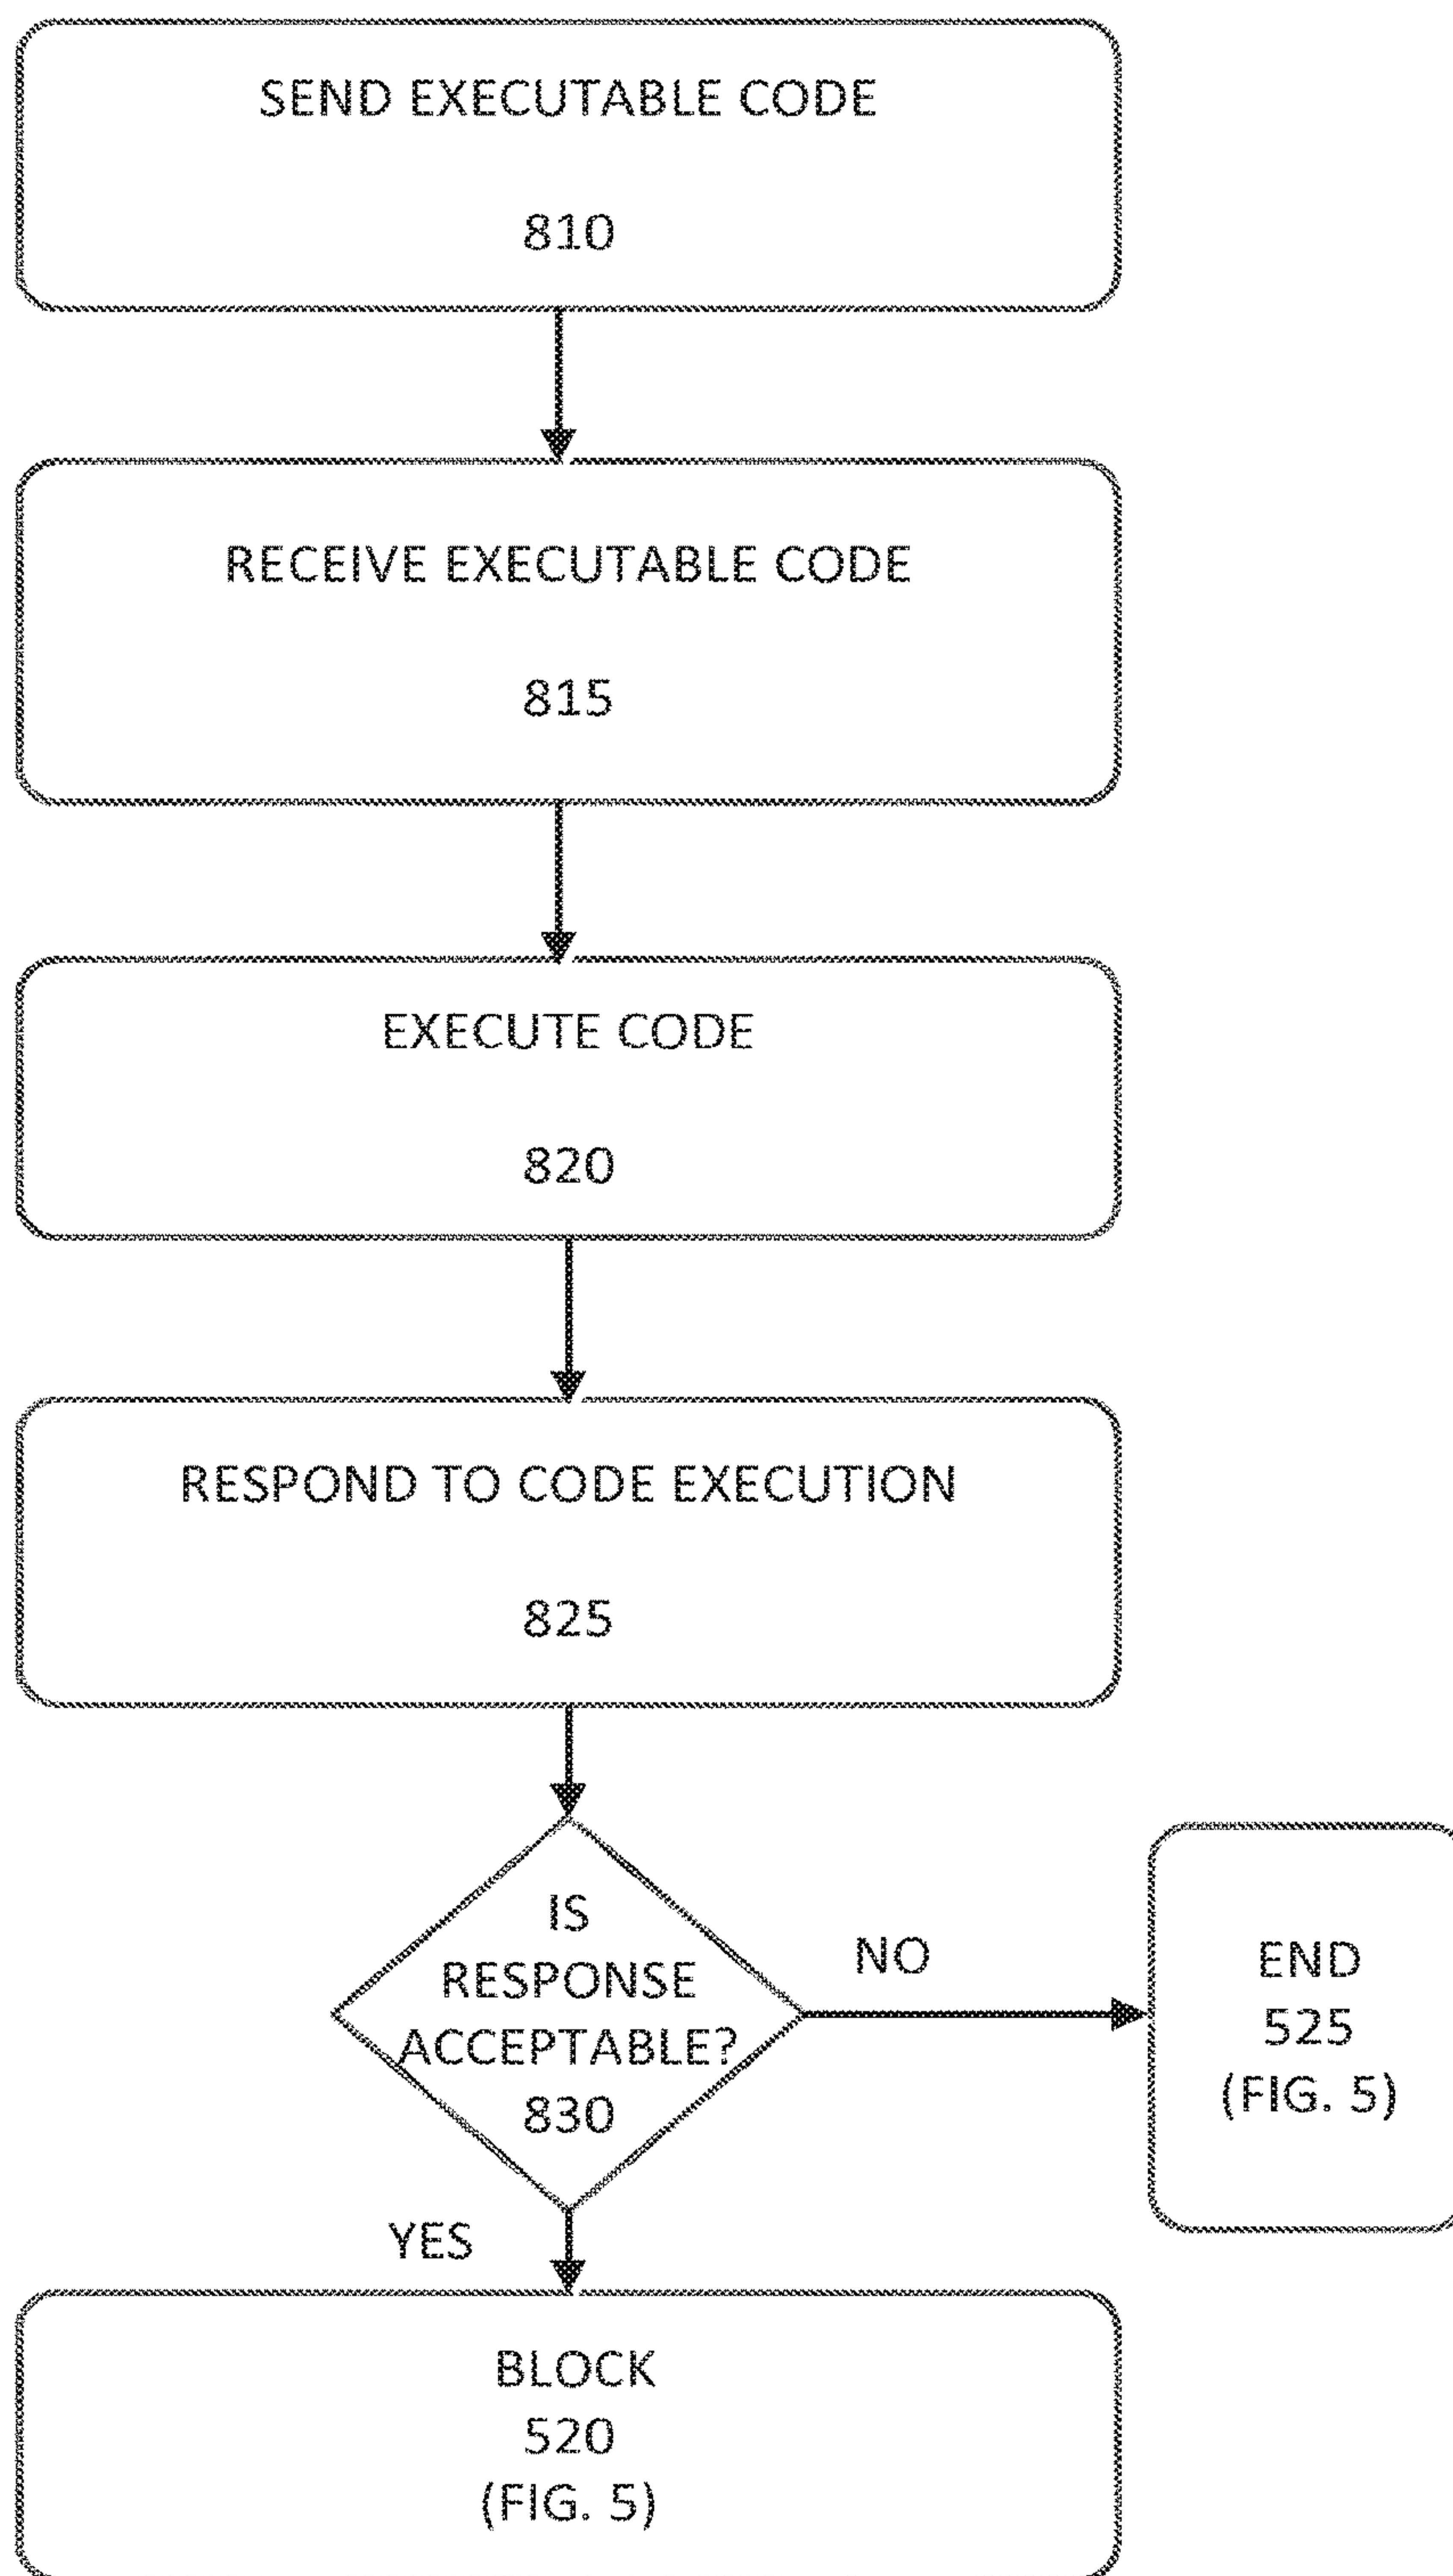 SEND EXECUTABLE CODE
810
RECEIVE EXECUTABLE CODE
815
EXECUTE CODE
820
RESPOND TO CODE EXECUTION
825
IS
RESPONSE
ACCEPTABLE?
830
NO
END
525
(FIG. 5)
YES
BLOCK
520
(FIG. 5)